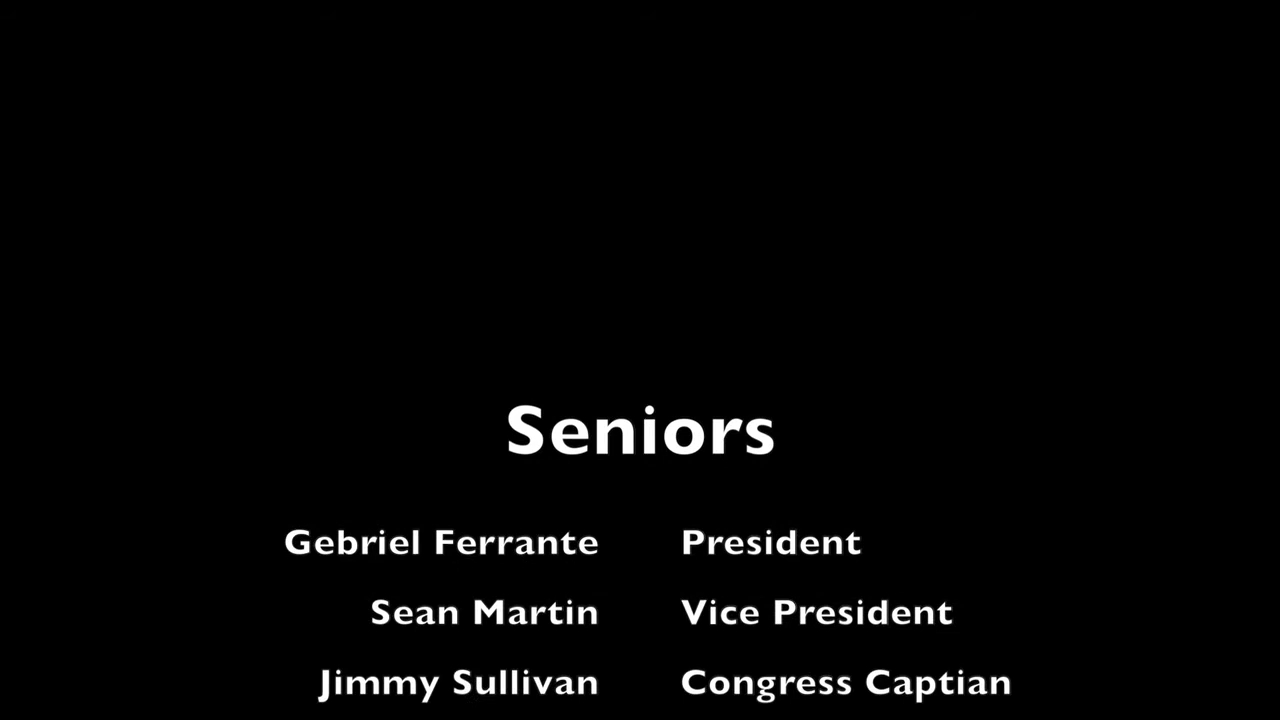 Seniors
Gebriel Ferrante President
Sean Martin Vice President
Jimmy Sullivan Congress Captian